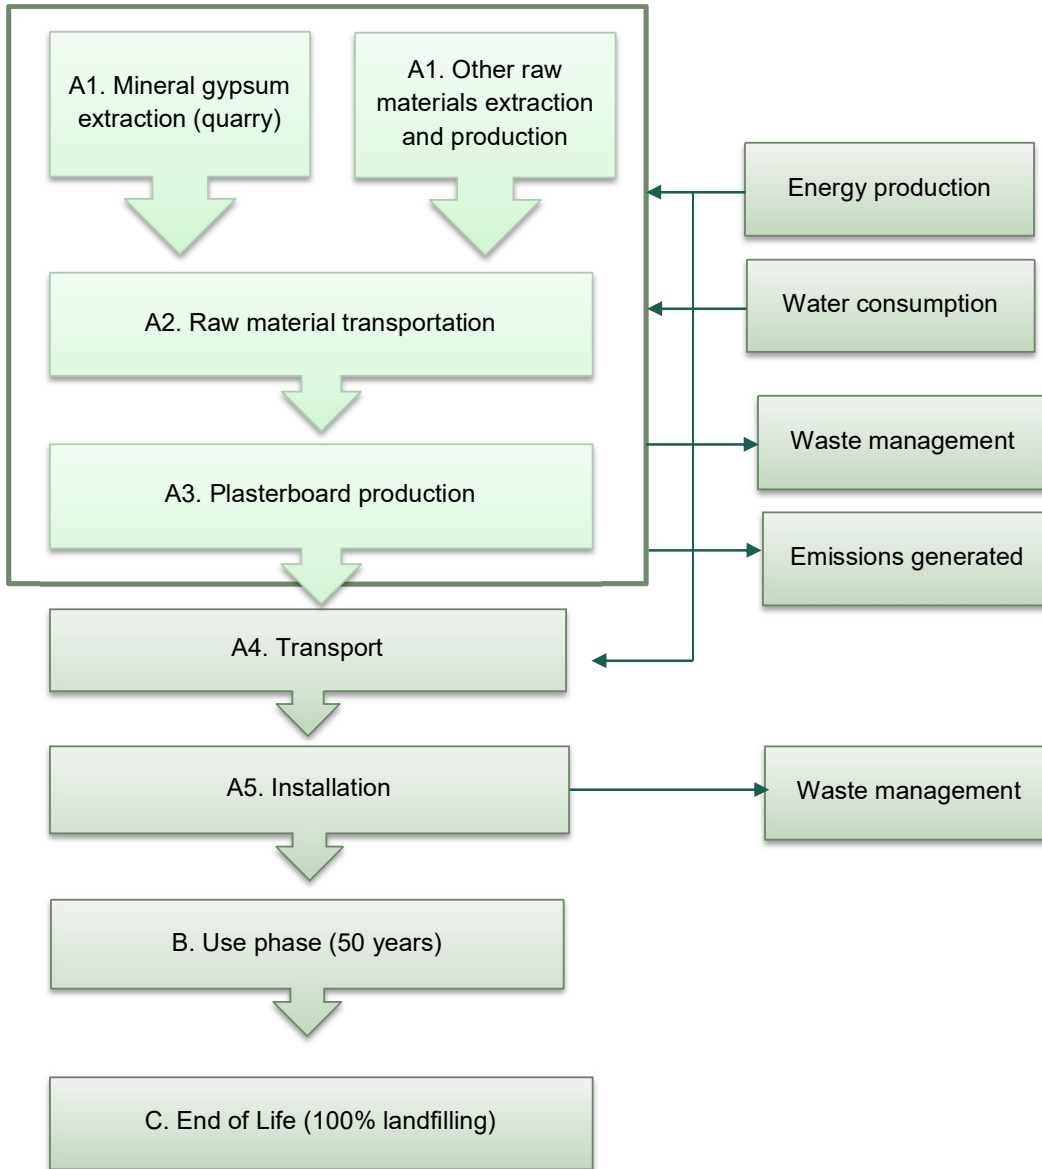 A1. Mineral gypsum
extraction (quarry)
A1. Other raw
materials extraction
and production
Energy production
Water consumption
A2. Raw material transportation
Waste management
A3. Plasterboard production
Emissions generated
A4. Transport
A5. Installation
Waste management
B. Use phase (50 years)
C. End of Life (100% landfilling)